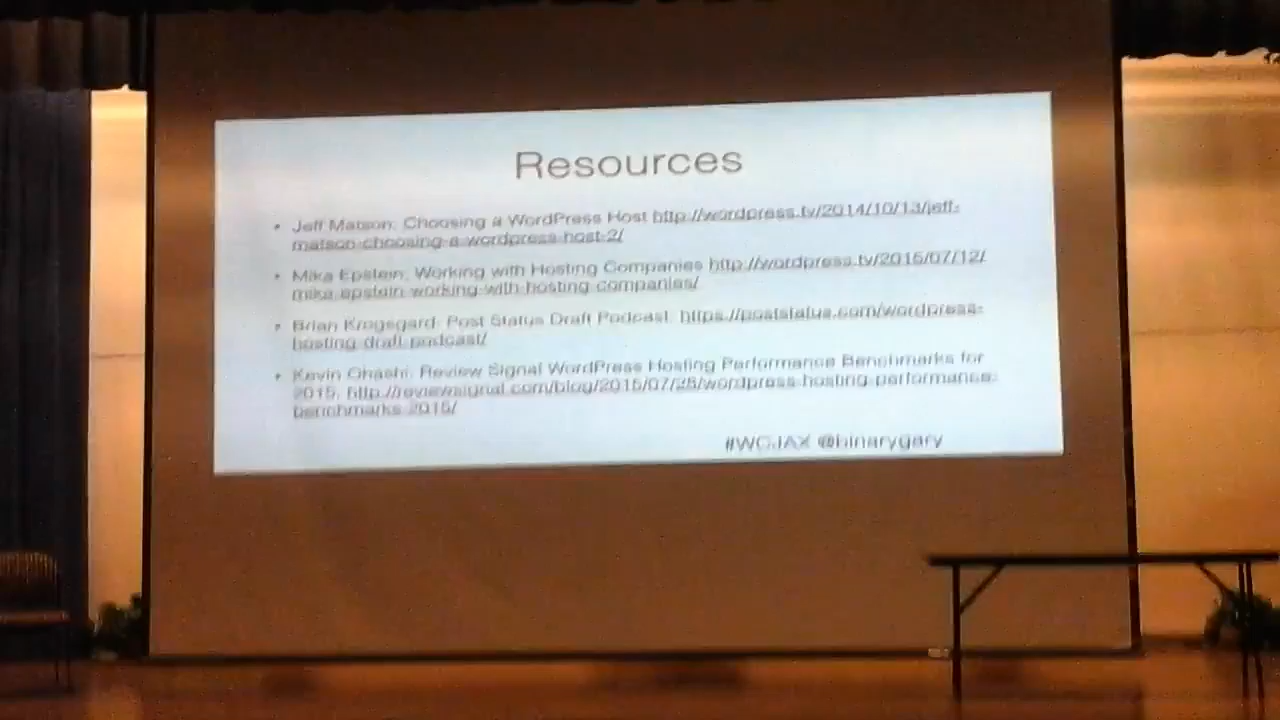 Resources
• Jeff Matson: Choosing a WordPress Host http://wordpress.tv/2014/10/13/jeff-
matson-choosing-a-wordpress-host-2/
• Mika Epstein: Working with Hosting Companies http://wordpress.tv/2015/07/12/
mika-epstein-working-with-hosting-companies/
• Brian Krogsgard: Post Status Draft Podcast: https://poststatus.com/wordpress-
hosting-draft-podcast/
• Kevin Ohashi: Review Signal WordPress Hosting Performance Benchmarks for
2015: http://reviewsignal.com/blog/2015/07/28/wordpress-hosting-performance-
benchmarks-2015/
#WCJAX @binarygary